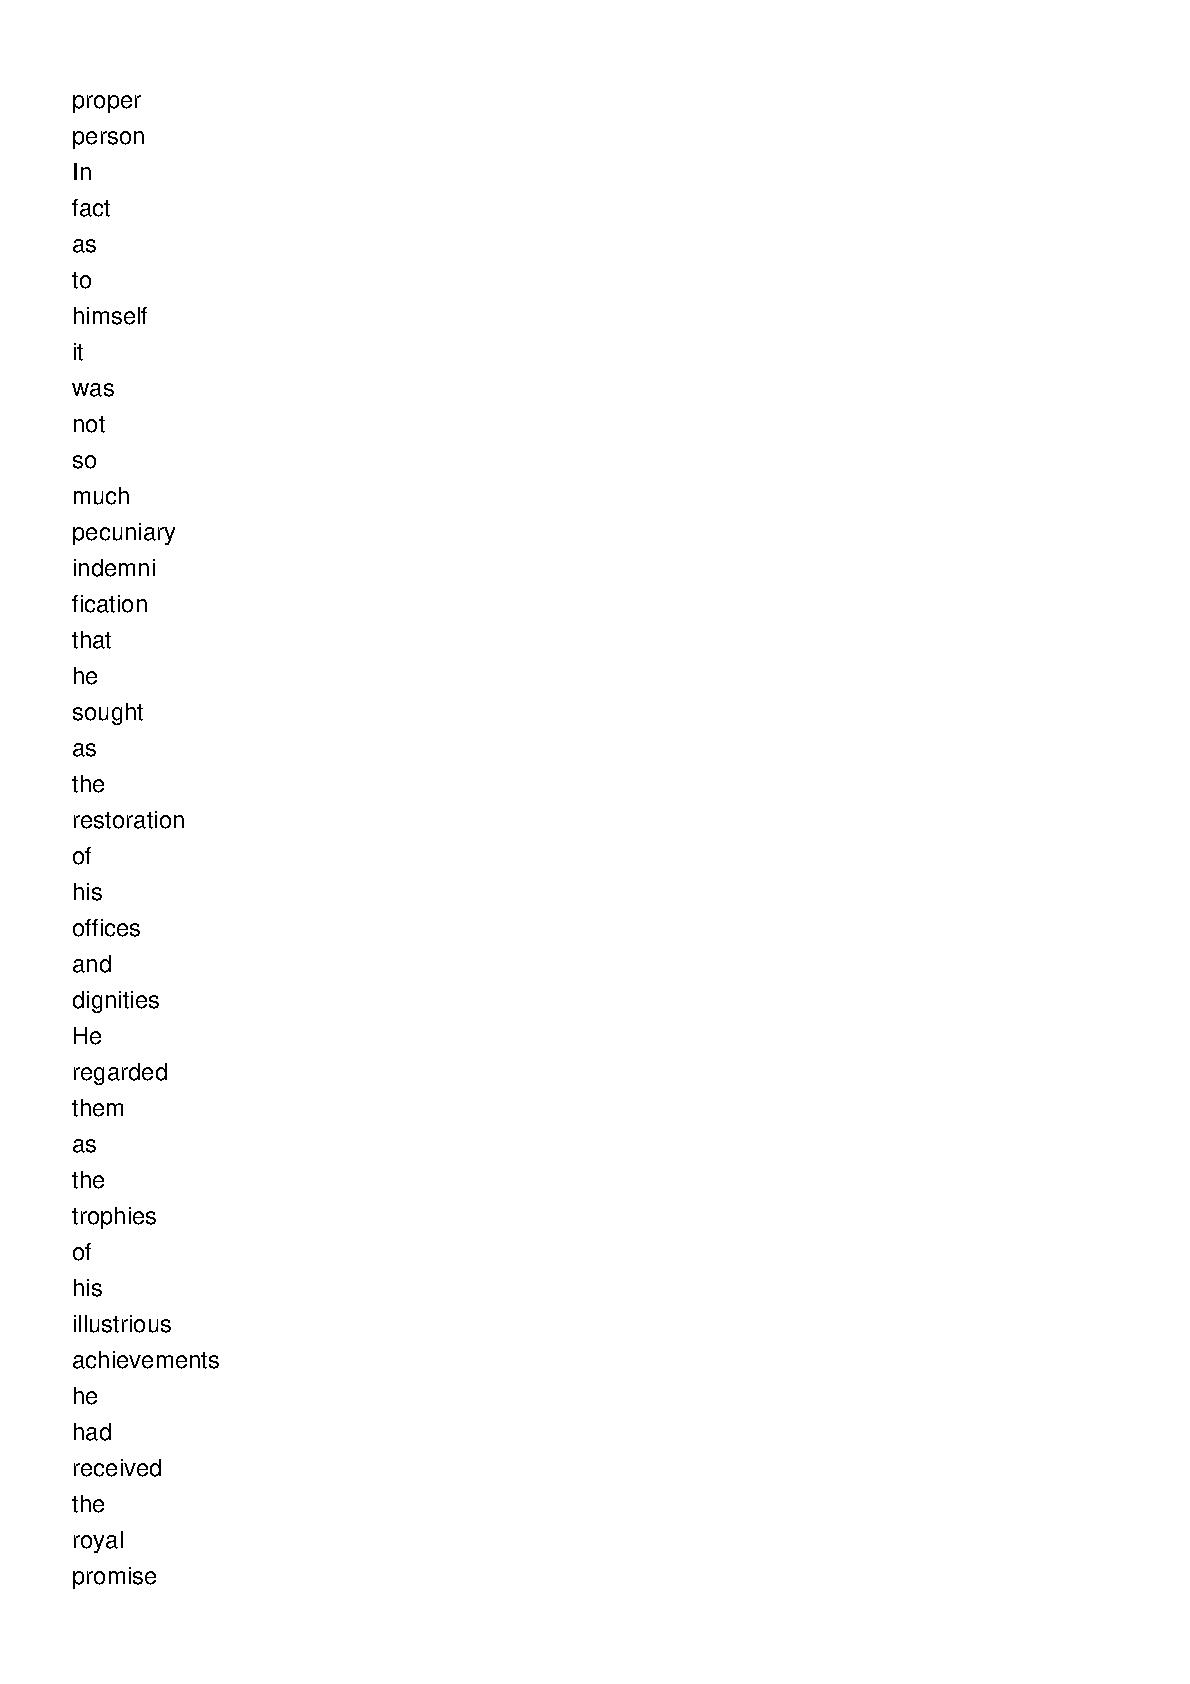 proper
person
In
fact
as
to
himself
it
was
not
so
much
pecuniary
indemni
fication
that
he
sought
as
the
restoration
of
his
offices
and
dignities
He
regarded
them
as
the
trophies
of
his
illustrious
achievements
he
had
received
the
royal
promise